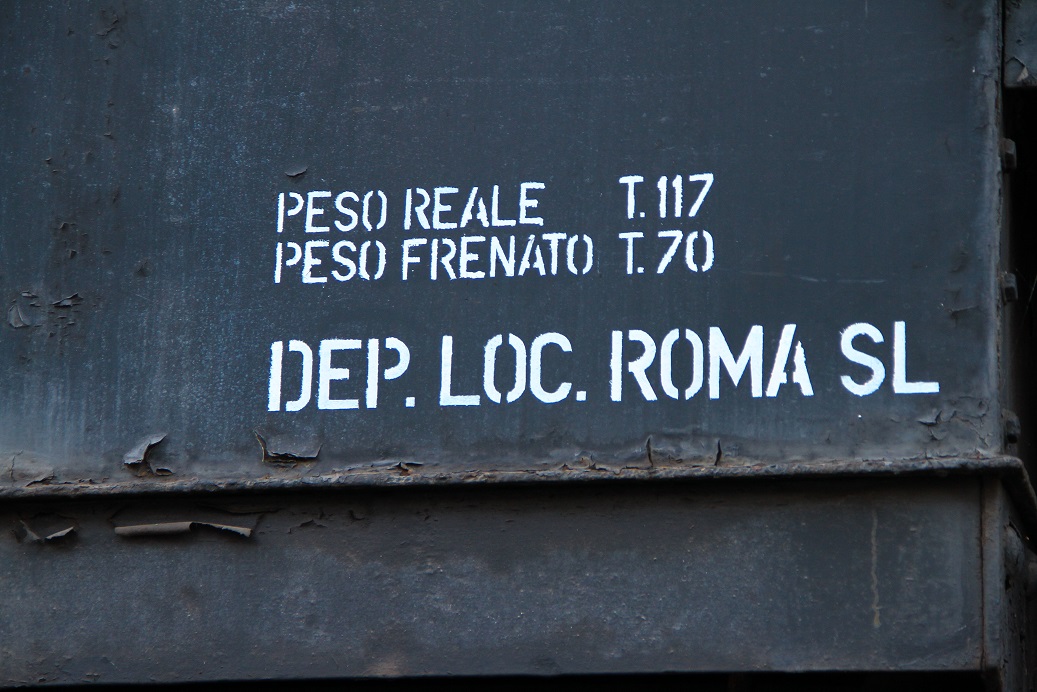 PESO REALE T. 117
PESO FRENATO T. 70
DEP. LOC. ROMA SL